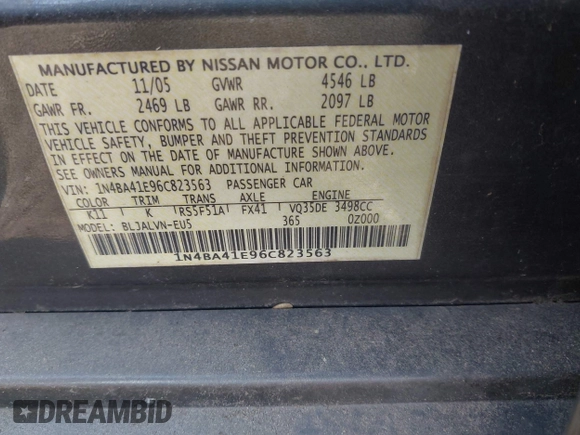 MANUFACTURED BY NISSAN MOTOR CO., LTD.
DATE 11/05 GVWR 4546 LB
GAWR FR. 2469 LB GAWR RR. 2097 LB
THIS VEHICLE CONFORMS TO ALL APPLICABLE FEDERAL MOTOR
VEHICLE SAFETY, BUMPER AND THEFT PREVENTION STANDARDS
IN EFFECT ON THE DATE OF MANUFACTURE SHOWN ABOVE.
SEE OWNERS MANUAL FOR ADDITIONAL INFORMATION.
VIN: 1N4BA41E96C823563 PASSENGER CAR
COLOR TRIM TRANS AXLE ENGINE
K11 K RS5F51A FX41 VQ35DE 3498CC
MODEL: BLJALVN-EU5 365 0Z000
1N4BA41E96C823563
DREAMBID